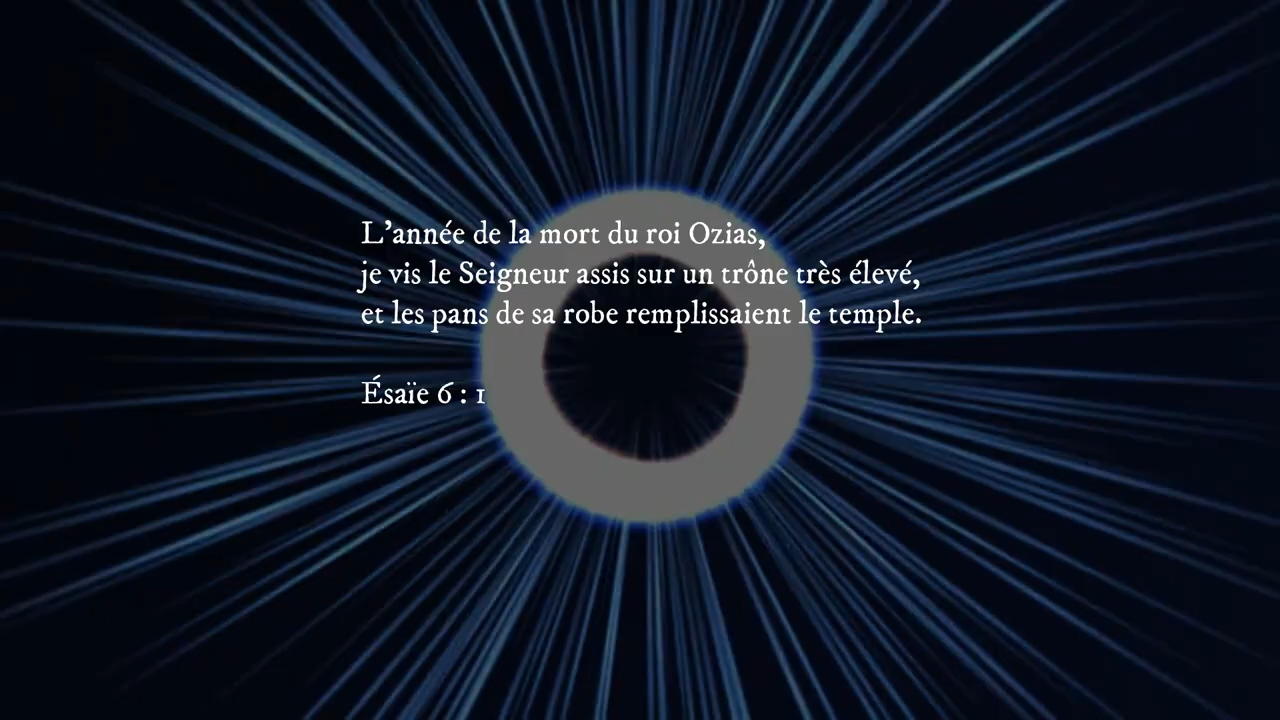 L'année de la mort du roi Ozias,
je vis le Seigneur assis sur un trône très élevé,
et les pans de sa robe remplissaient le temple.
Ésaïe 6 : 1